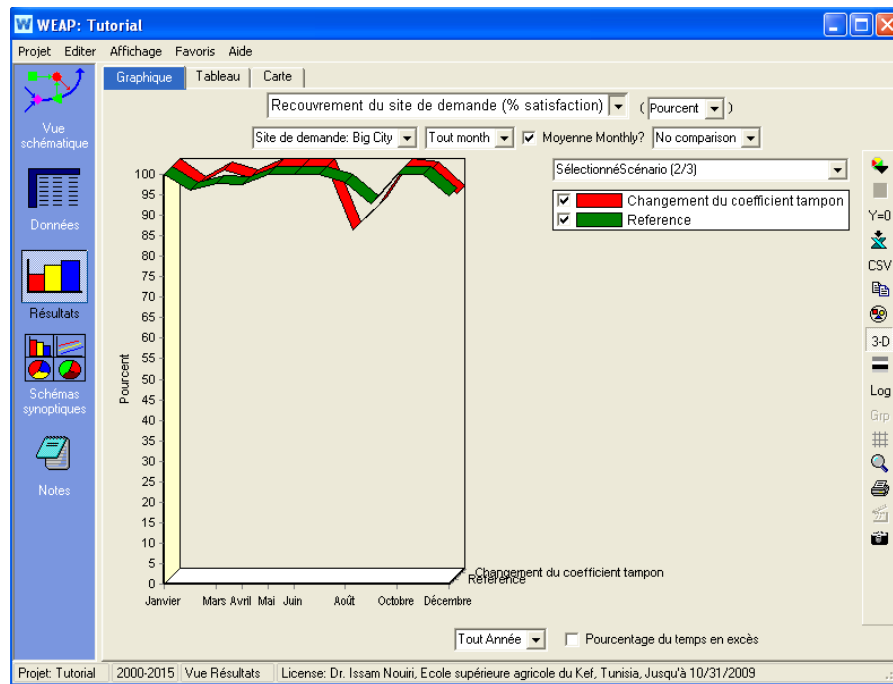 WEAP: Tutorial
Projet Editer Affichage Favoris Aide
Graphique Tableau Carte
Recouvrement du site de demande (% satisfaction) ( Pourcent )
Site de demande: Big City Tout month Moyenne Monthly? No comparison
SélectionnéScénario (2/3)
Changement du coefficient tampon
Reference
Vue
schématique
Données
Résultats
Schémas
synoptiques
Notes
Pourcent
100
95
90
85
80
75
70
65
60
55
50
45
40
35
30
25
20
15
10
5
0
Changement du coefficient tampon
Reference
Janvier Mars Avril Mai Juin Août Octobre Décembre
Y=0
CSV
3-D
Log
Grp
Tout Année Pourcentage du temps en excès
Projet: Tutorial 2000-2015 Vue Résultats License: Dr. Issam Nouiri, Ecole supérieure agricole du Kef, Tunisia, Jusqu'à 10/31/2009